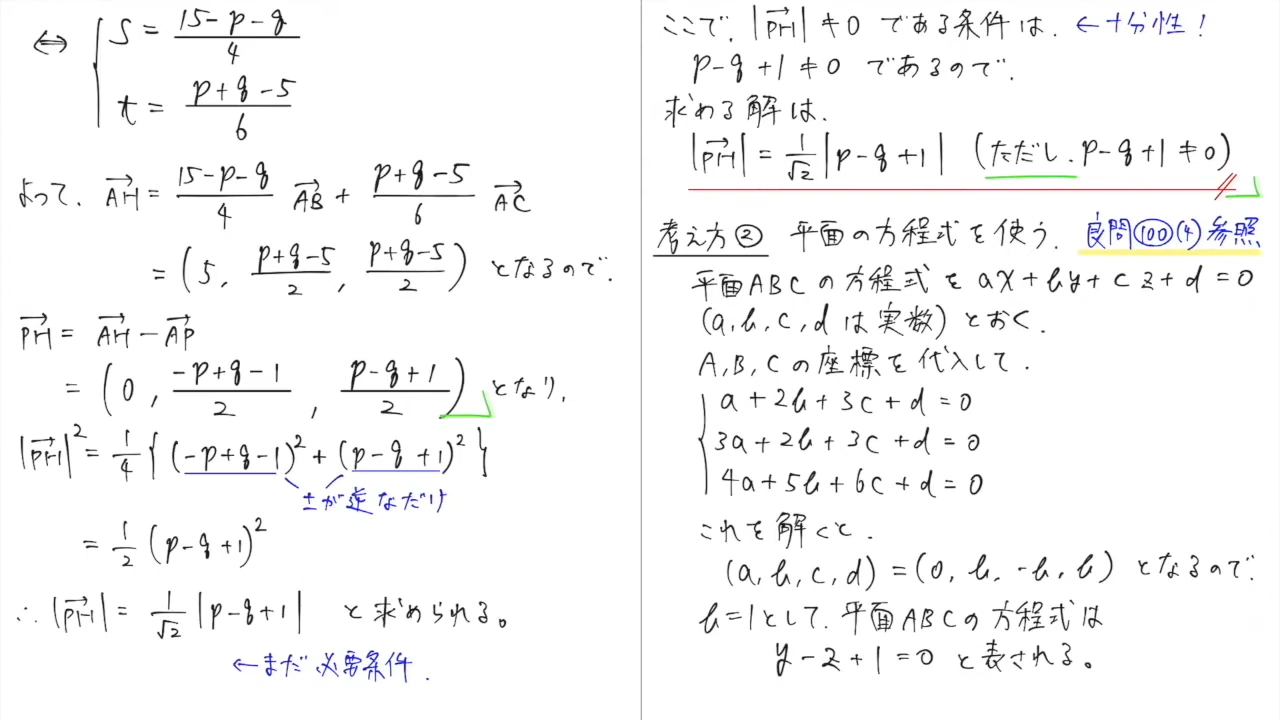 ⇔ { s = (15-p-q)/4
t = (p+q-5)/6
よって、AH→ = (15-p-q)/4 AB→ + (p+q-5)/6 AC→
= (5, (p+q-5)/2, (p+q-5)/2) となるので、
PH→ = AH→ - AP→
= (0, (-p+q-1)/2, (p-q+1)/2) となり、
|PH→|² = 1/4 {(-p+q-1)² + (p-q+1)²}
±が逆なだけ
= 1/2 (p-q+1)²
∴ |PH→| = 1/√2 |p-q+1| と求められる。
←まだ必要条件.
ここで、|PH→| ≠ 0 である条件は、 ←十分性!
p-q+1 ≠ 0 であるので、
求める解は、
|PH→| = 1/√2 |p-q+1| (ただし、p-q+1 ≠ 0)
考え方② 平面の方程式を使う. 良問100(4)参照
平面ABCの方程式を ax+by+cz+d=0
(a,b,c,dは実数)とおく.
A,B,Cの座標を代入して.
{ a+2b+3c+d=0
3a+2b+3c+d=0
4a+5b+6c+d=0
これを解くと.
(a,b,c,d)=(0,b,-b,b) となるので、
b=1として、平面ABCの方程式は
y-z+1=0 と表される。